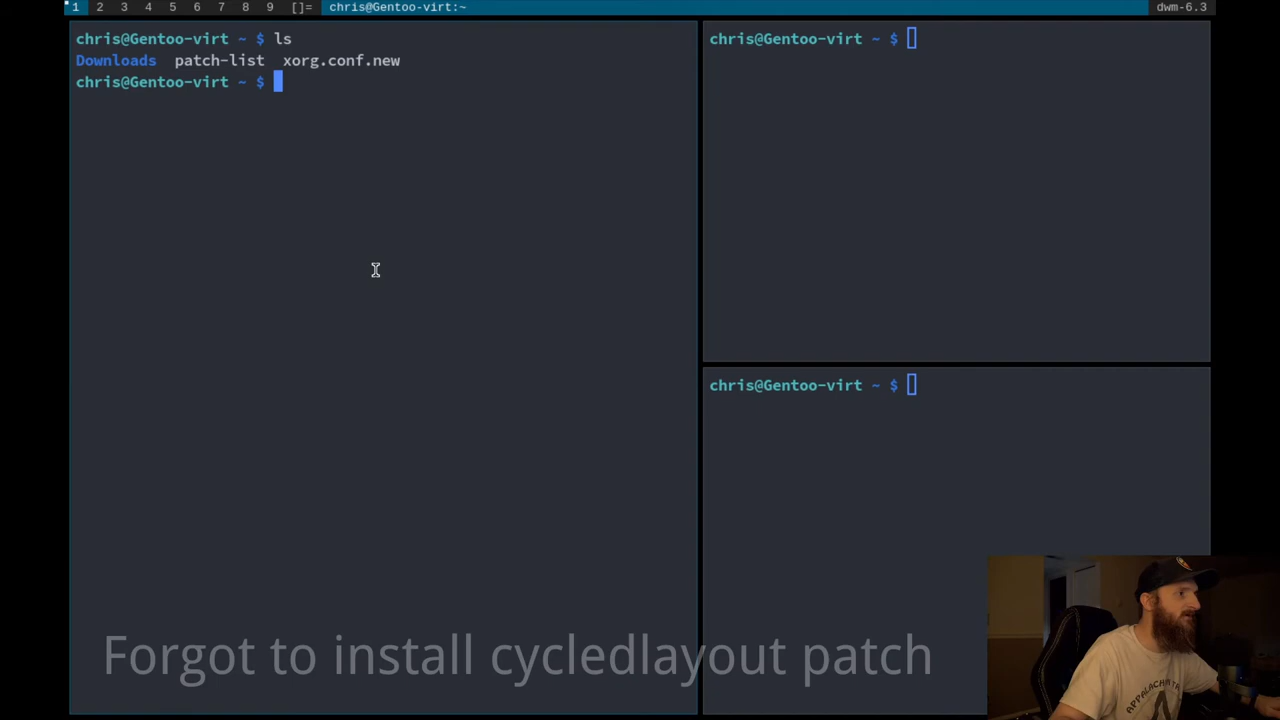 1 2 3 4 5 6 7 8 9 []= chris@Gentoo-virt:~ dwm-6.3
chris@Gentoo-virt ~ $ ls
Downloads patch-list xorg.conf.new
chris@Gentoo-virt ~ $
chris@Gentoo-virt ~ $
chris@Gentoo-virt ~ $
Forgot to install cycledlayout patch